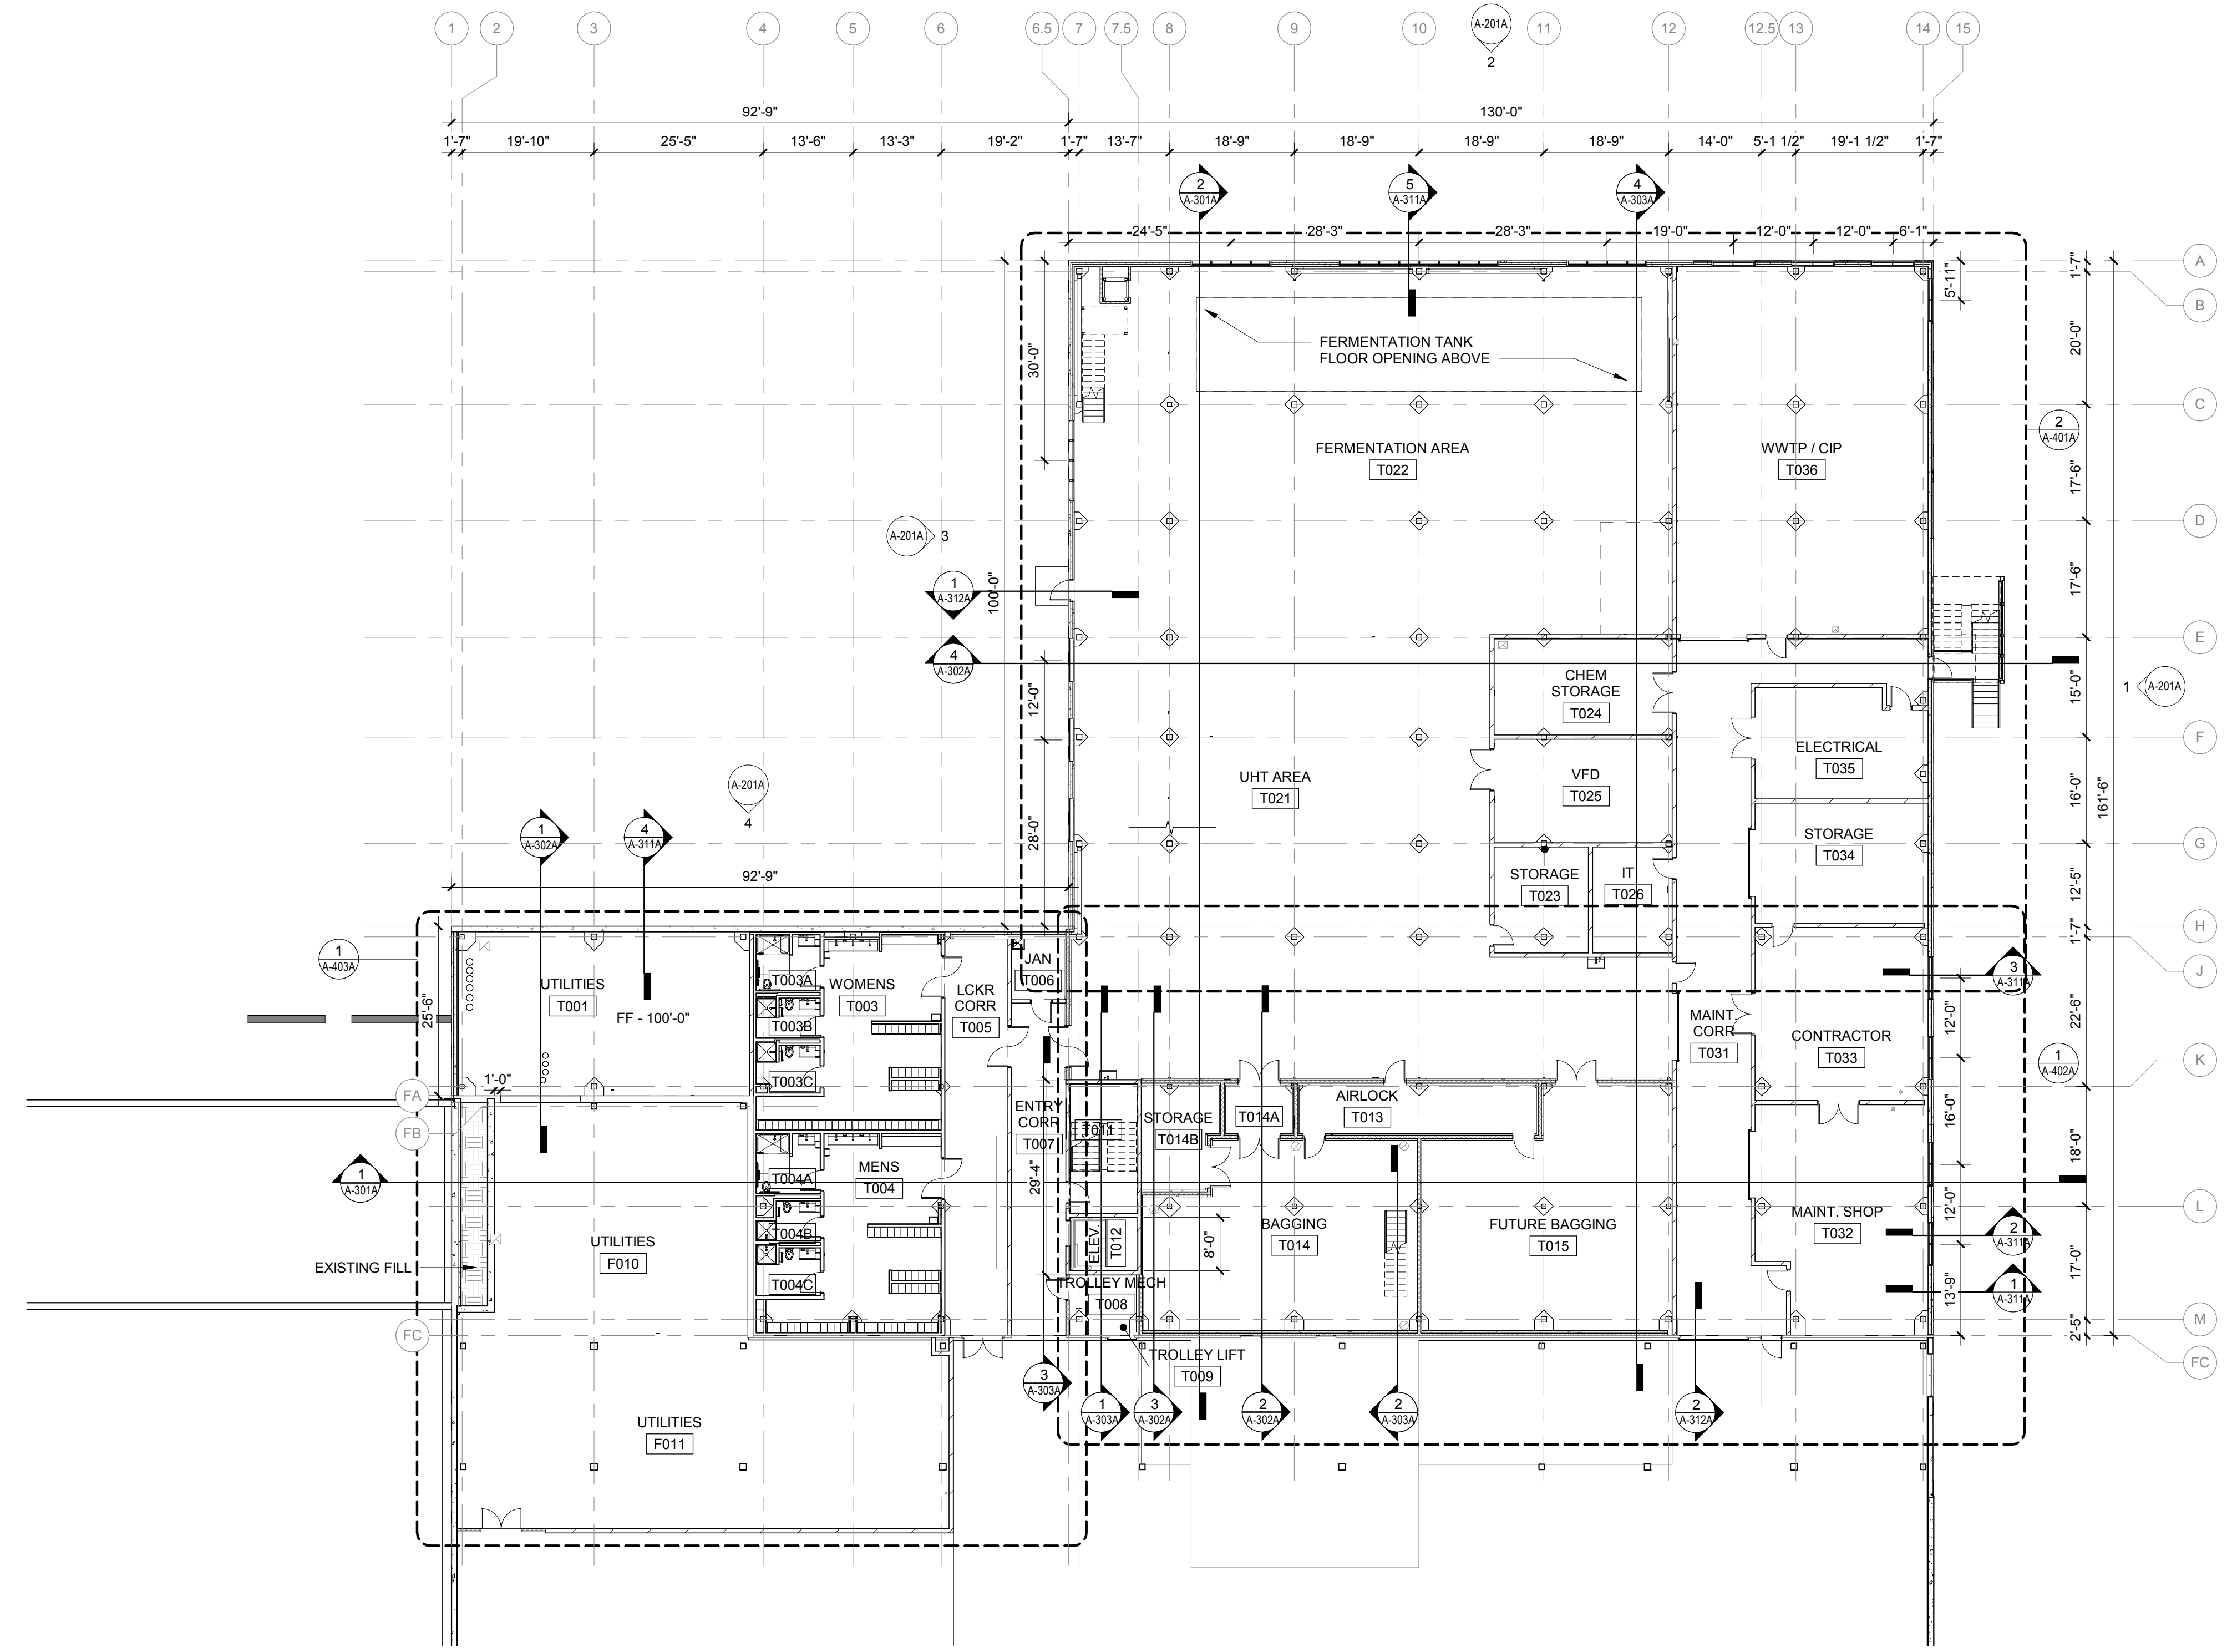 1 2 3 4 5 6 6.5 7 7.5 8 9 10 11 12 12.5 13 14 15
A-201A
2
92'-9" 130'-0"
1'-7" 19'-10" 25'-5" 13'-6" 13'-3" 19'-2" 1'-7" 13'-7" 18'-9" 18'-9" 18'-9" 18'-9" 14'-0" 5'-1 1/2" 19'-1 1/2" 1'-7"
2 A-301A
5 A-311A
4 A-303A
24'-5" 28'-3" 28'-3" 19'-0" 12'-0" 12'-0" 6'-1"
A
1'-7"
5'-11"
B
20'-0"
30'-0"
FERMENTATION TANK
FLOOR OPENING ABOVE
C
2 A-401A
FERMENTATION AREA
T022
WWTP / CIP
T036
17'-6"
D
A-201A 3
17'-6"
1 A-312A
100'-0"
E
4 A-302A
CHEM
STORAGE
T024
15'-0"
1 A-201A
12'-0"
F
ELECTRICAL
T035
UHT AREA
T021
VFD
T025
A-201A
4
16'-0"
161'-6"
1 A-302A
4 A-311A
28'-0"
STORAGE
T034
G
92'-9"
STORAGE
T023
IT
T026
12'-5"
H
1'-7"
1 A-403A
JAN
T006
J
3 A-311A
UTILITIES
T001
FF - 100'-0"
T003A
WOMENS
T003
T003B
T003C
LCKR
CORR
T005
25'-6"
MAINT.
CORR
T031
CONTRACTOR
T033
12'-0"
22'-6"
K
1 A-402A
1'-0"
FA
FB
ENTRY
CORR
T007
T011
STORAGE
T014B
T014A
AIRLOCK
T013
16'-0"
18'-0"
1 A-301A
T004A
MENS
T004
29'-4"
T004B
T004C
UTILITIES
F010
EXISTING FILL
ELEV.
T012
8'-0"
BAGGING
T014
FUTURE BAGGING
T015
MAINT. SHOP
T032
12'-0"
L
2 A-311A
17'-0"
TROLLEY MECH
T008
13'-9"
1 A-311A
M
FC
2'-5"
FC
TROLLEY LIFT
T009
3 A-303A
1 A-303A
3 A-302A
2 A-302A
2 A-303A
2 A-312A
UTILITIES
F011